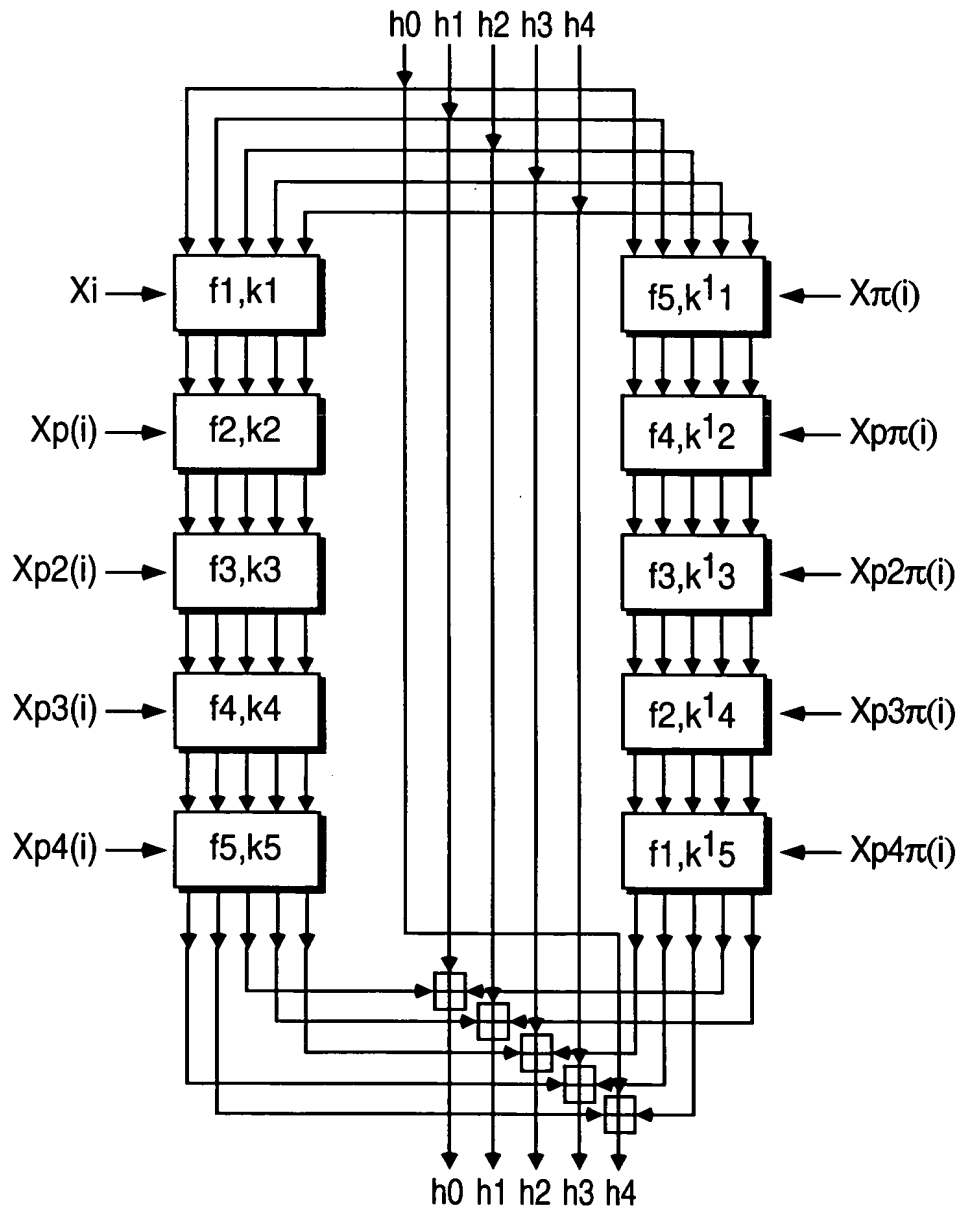 h0 h1 h2 h3 h4
Xi f1,k1 f5,k¹1 Xπ(i)
Xp(i) f2,k2 f4,k¹2 Xpπ(i)
Xp2(i) f3,k3 f3,k¹3 Xp2π(i)
Xp3(i) f4,k4 f2,k¹4 Xp3π(i)
Xp4(i) f5,k5 f1,k¹5 Xp4π(i)
h0 h1 h2 h3 h4